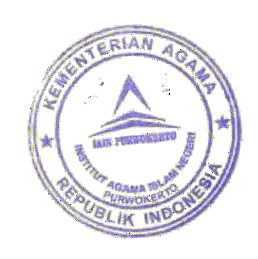 KEMENTERIAN AGAMA
IAIN PURWOKERTO
INSTITUT AGAMA ISLAM NEGERI
PURWOKERTO
REPUBLIK INDONESIA